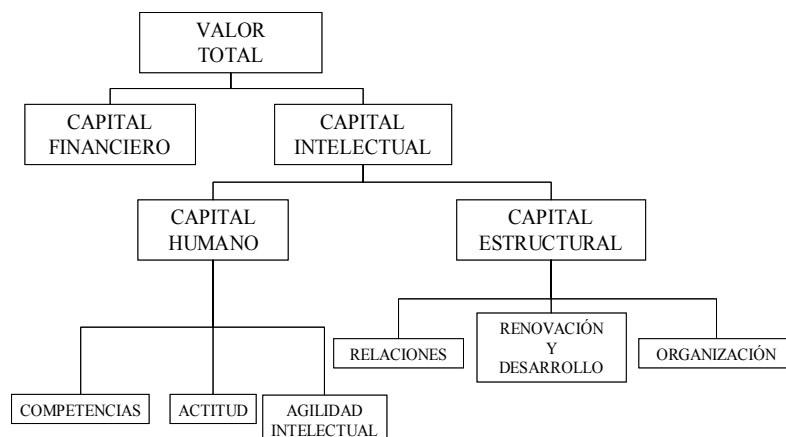 VALOR
TOTAL
CAPITAL
FINANCIERO
CAPITAL
INTELECTUAL
CAPITAL
HUMANO
CAPITAL
ESTRUCTURAL
RELACIONES
RENOVACIÓN
Y
DESARROLLO
ORGANIZACIÓN
COMPETENCIAS
ACTITUD
AGILIDAD
INTELECTUAL